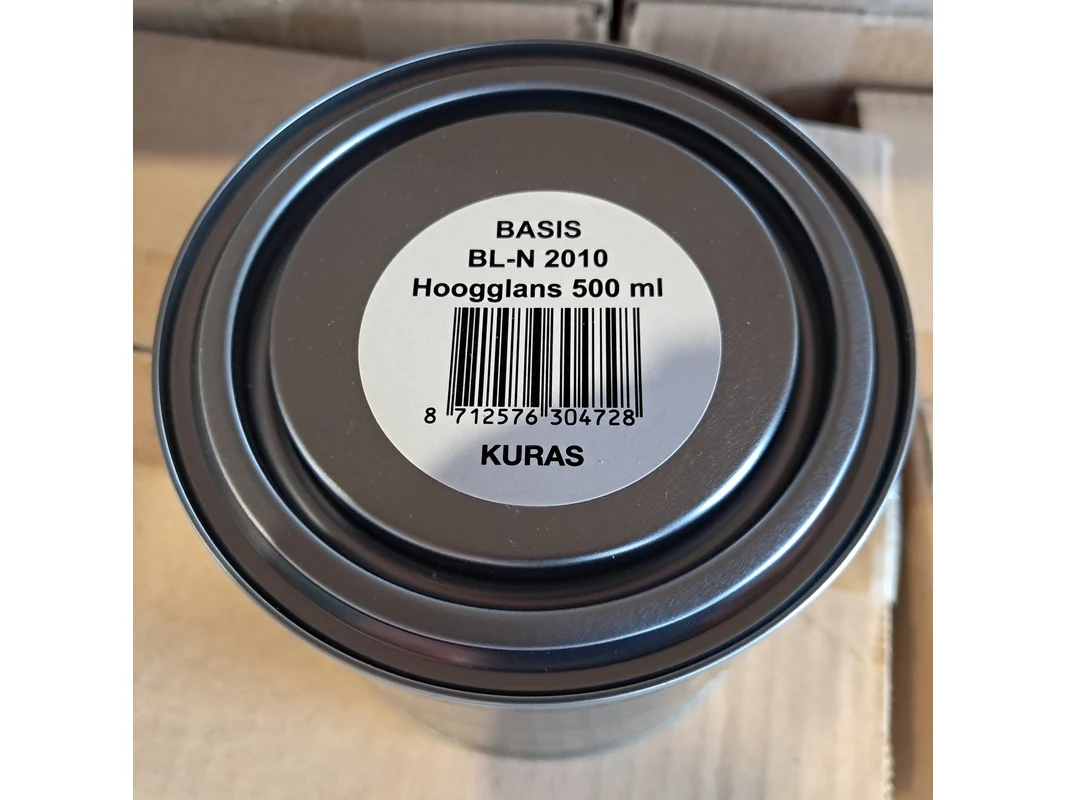 BASIS
BL-N 2010
Hoogglans 500 ml
8 712576 304728
KURAS